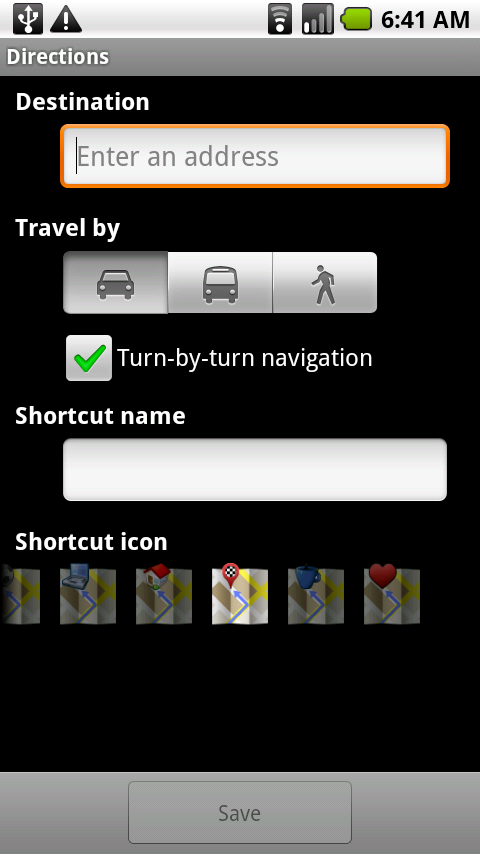 6:41 AM
Directions
Destination
Enter an address
Travel by
Turn-by-turn navigation
Shortcut name
Shortcut icon
Save